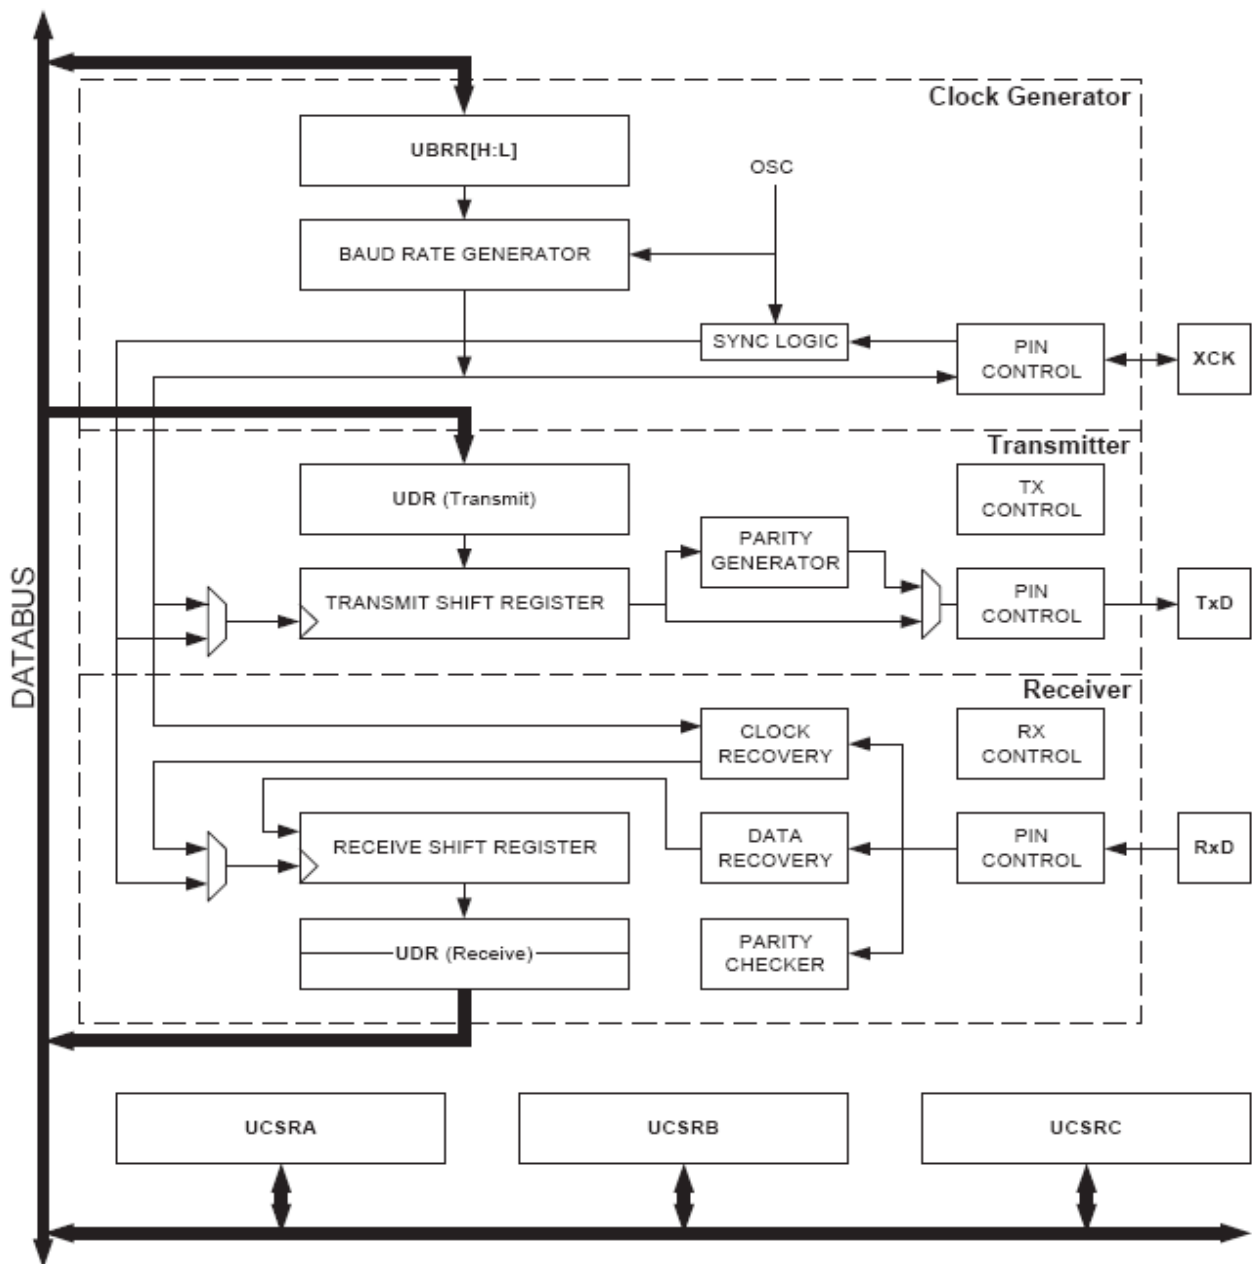 Clock Generator
UBRR[H:L]
OSC
BAUD RATE GENERATOR
SYNC LOGIC
PIN
CONTROL
XCK
Transmitter
UDR (Transmit)
TX
CONTROL
PARITY
GENERATOR
TRANSMIT SHIFT REGISTER
PIN
CONTROL
TxD
DATABUS
Receiver
CLOCK
RECOVERY
RX
CONTROL
RECEIVE SHIFT REGISTER
DATA
RECOVERY
PIN
CONTROL
RxD
UDR (Receive)
PARITY
CHECKER
UCSRA
UCSRB
UCSRC